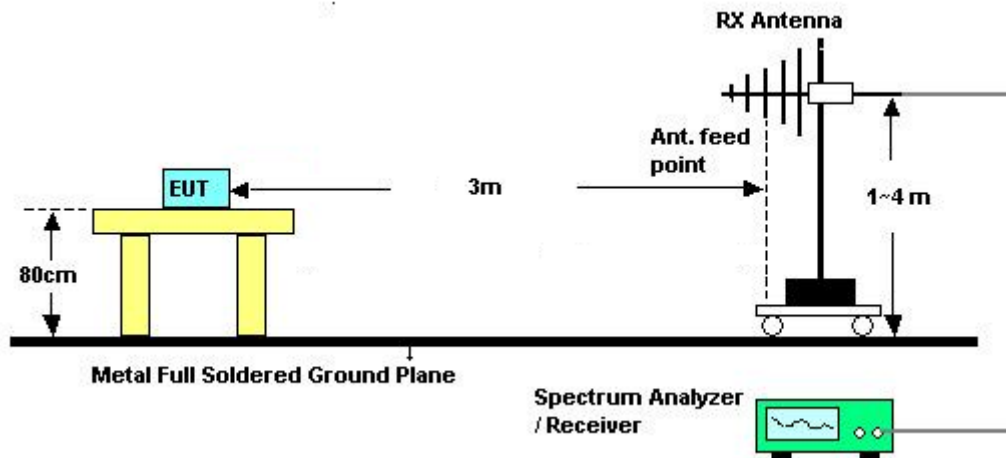 RX Antenna
Ant. feed
point
EUT
3m
1~4 m
80cm
Metal Full Soldered Ground Plane
Spectrum Analyzer
/ Receiver